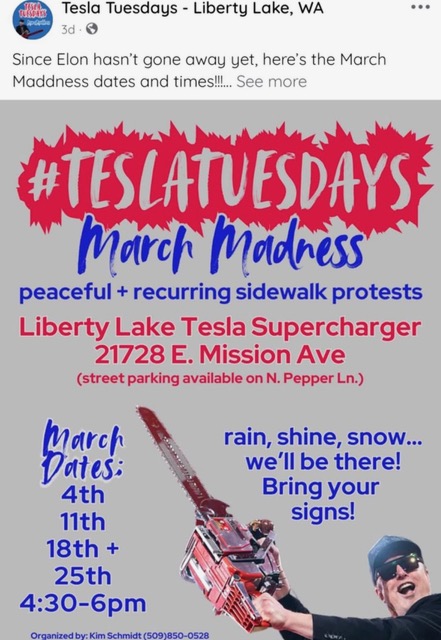 Tesla Tuesdays - Liberty Lake, WA
3d ·
Since Elon hasn't gone away yet, here's the March
Maddness dates and times!!!... See more
#TESLATUESDAYS
March Madness
peaceful + recurring sidewalk protests
Liberty Lake Tesla Supercharger
21728 E. Mission Ave
(street parking available on N. Pepper Ln.)
March
Dates:
4th
11th
18th +
25th
4:30-6pm
rain, shine, snow...
we'll be there!
Bring your
signs!
Organized by: Kim Schmidt (509)850-0528